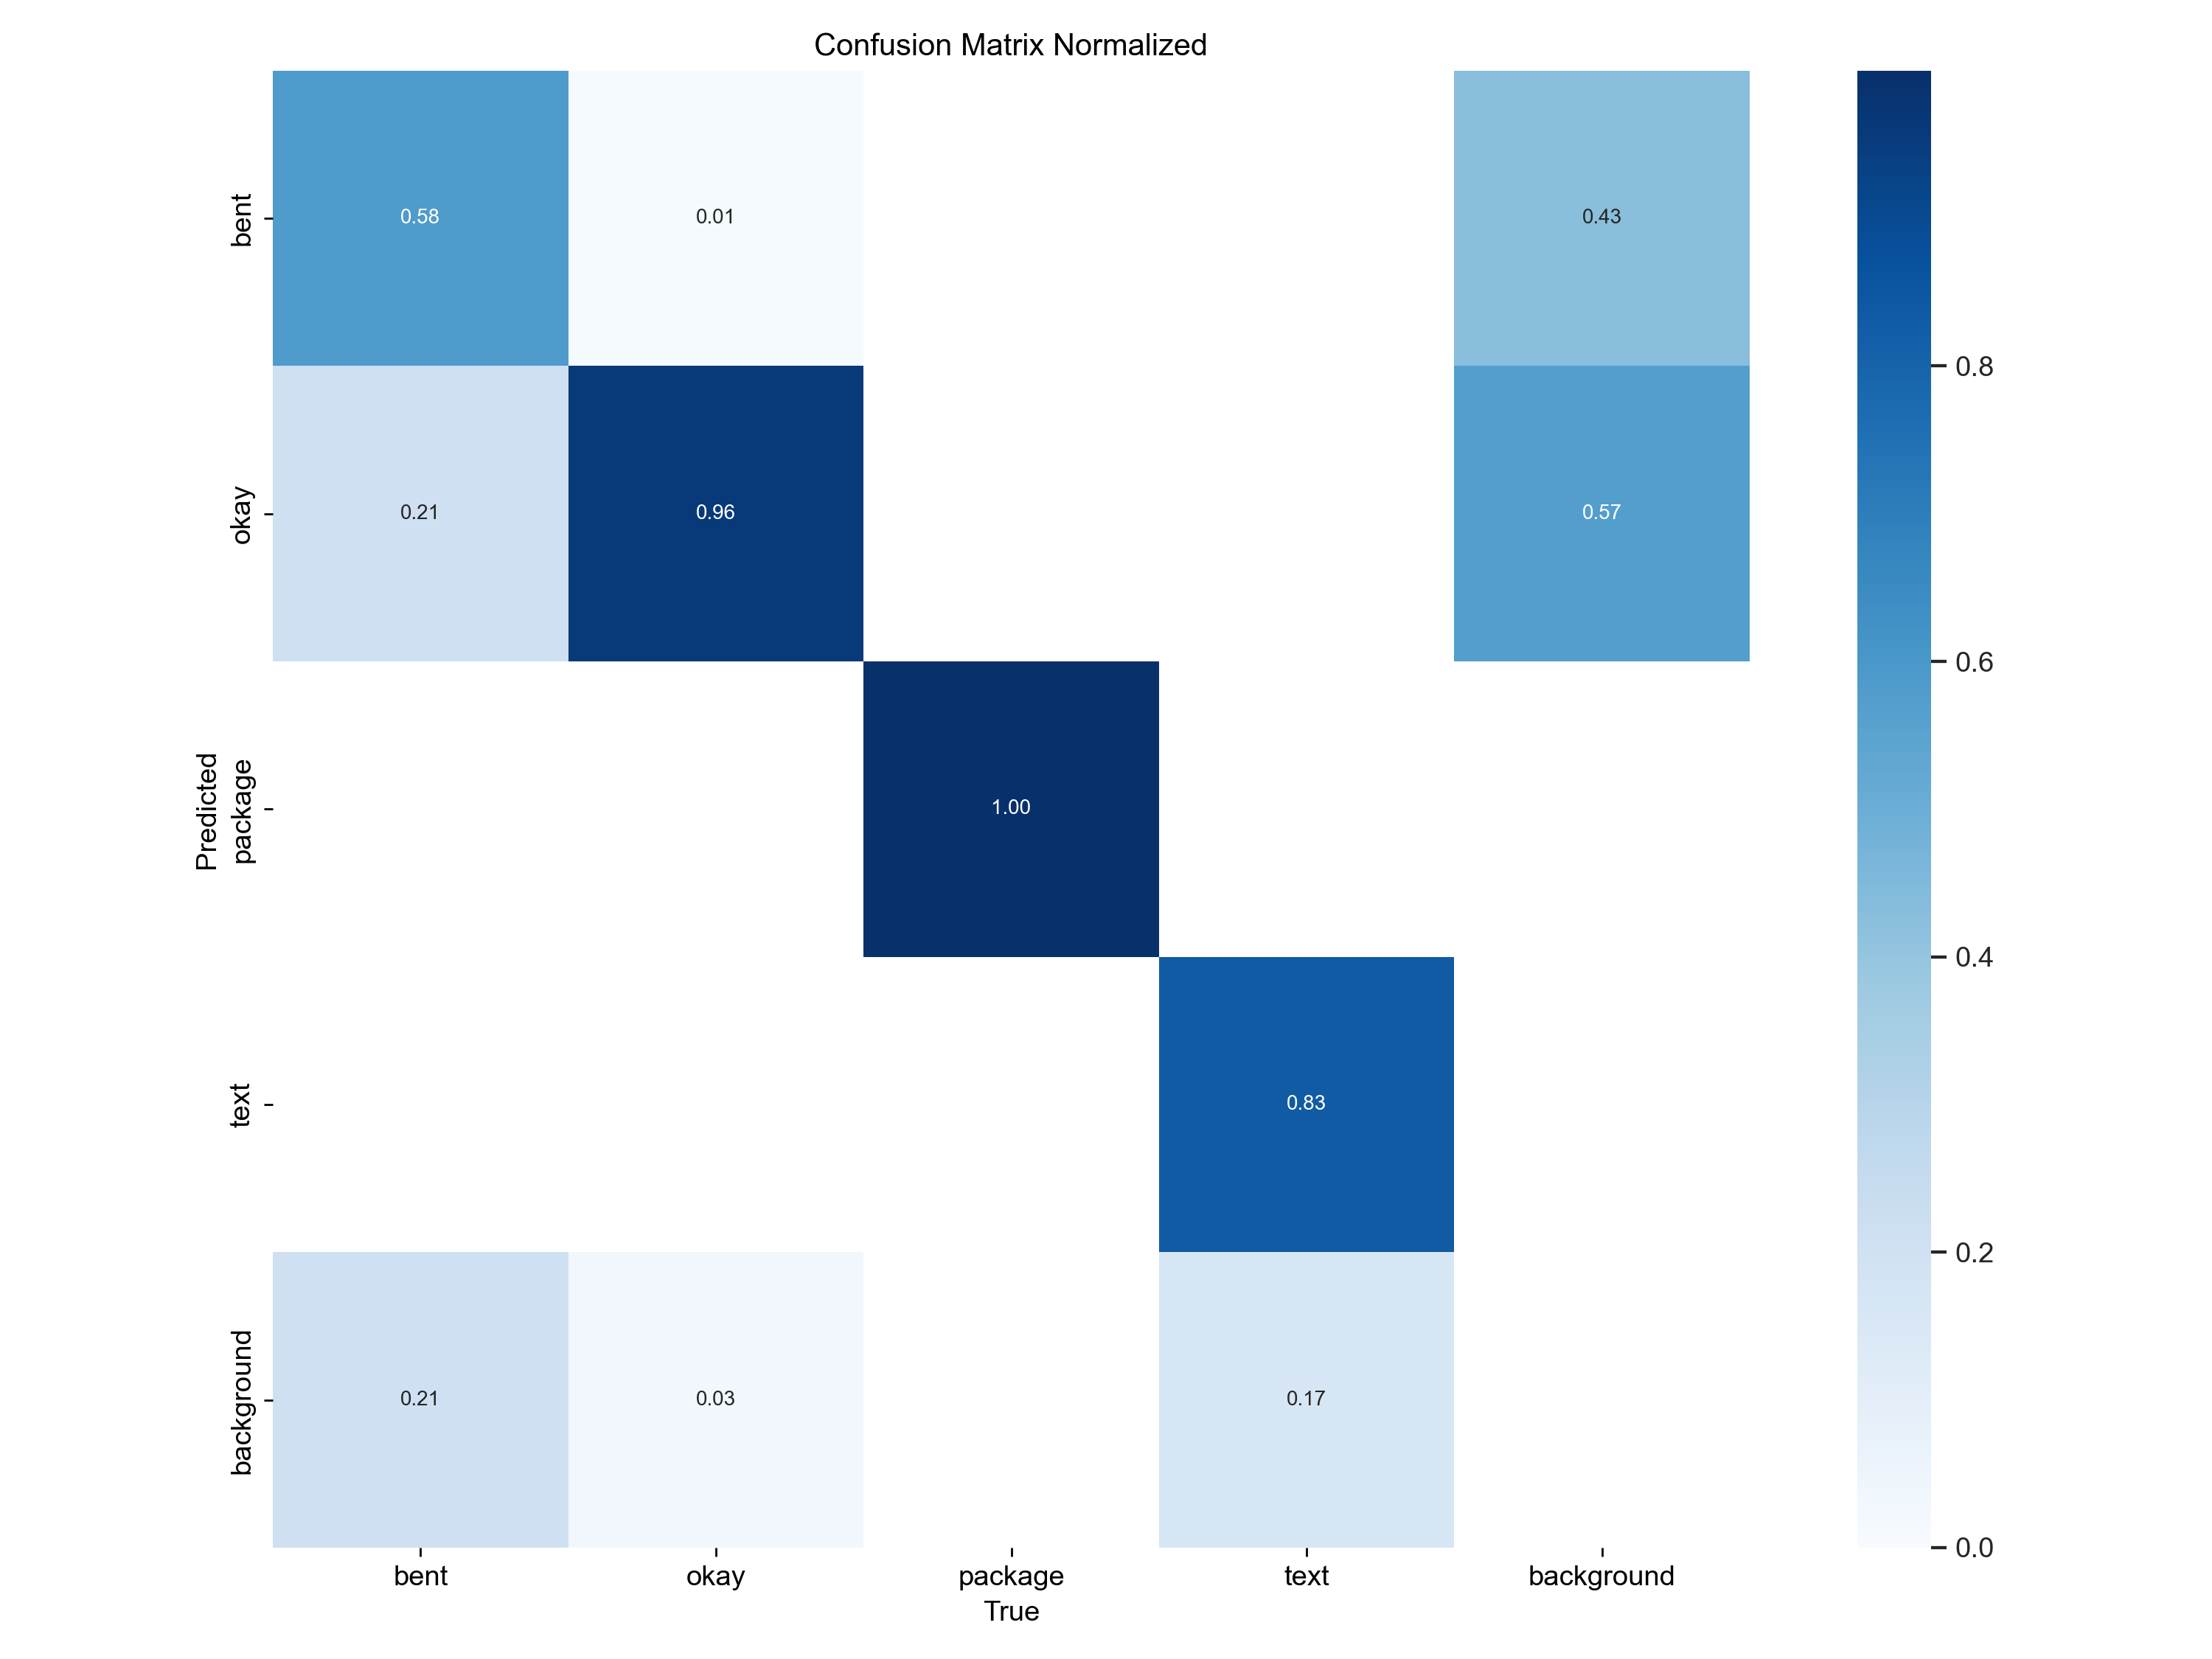 Confusion Matrix Normalized
bent
0.58
0.01
0.43
0.8
okay
0.21
0.96
0.57
0.6
Predicted
package
1.00
0.4
text
0.83
0.2
background
0.21
0.03
0.17
0.0
bent
okay
package
text
background
True